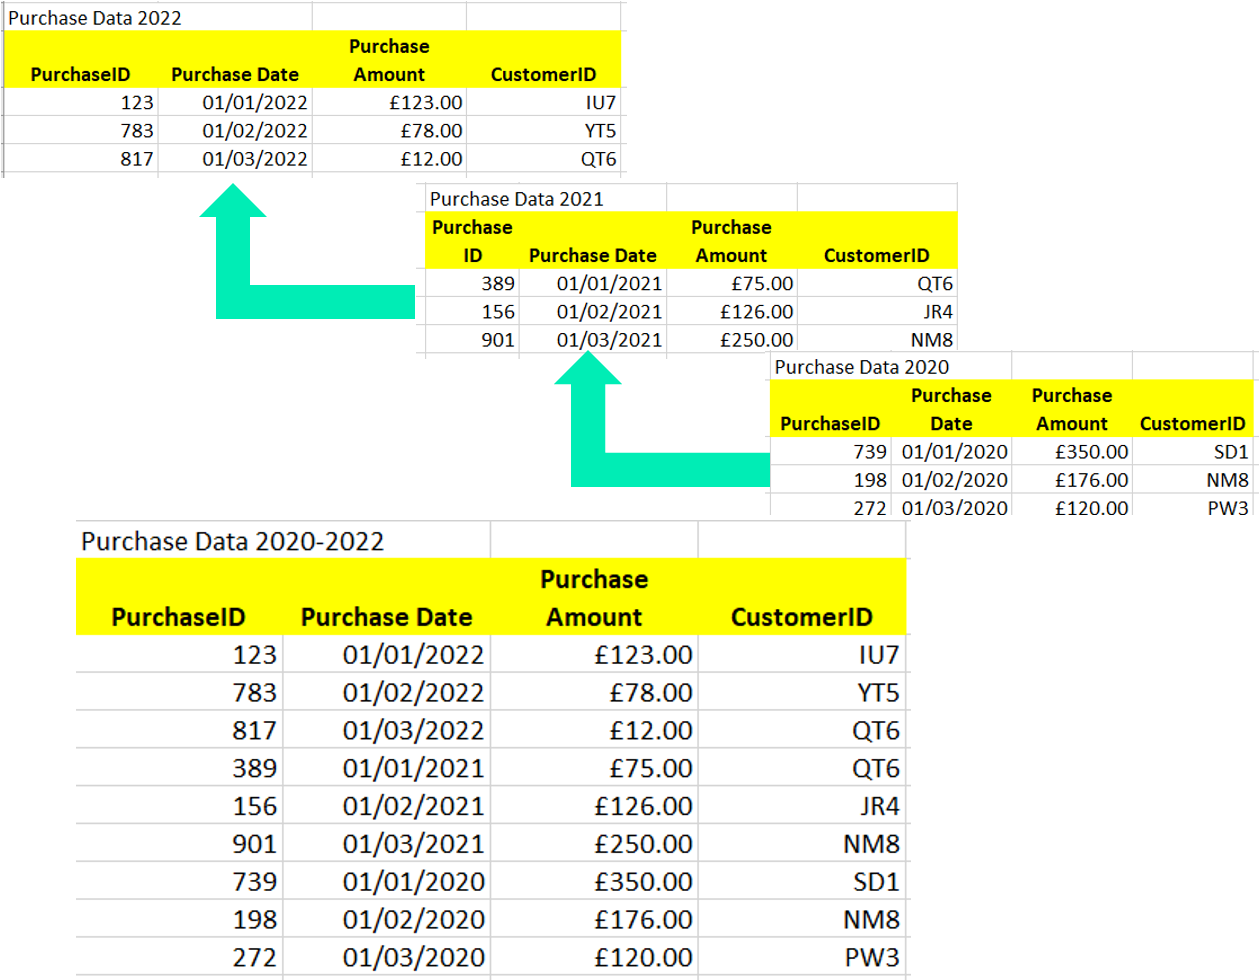 Purchase Data 2022
Purchase
PurchaseID Purchase Date Amount CustomerID
123 01/01/2022 £123.00 IU7
783 01/02/2022 £78.00 YT5
817 01/03/2022 £12.00 QT6
Purchase Data 2021
Purchase Purchase
ID Purchase Date Amount CustomerID
389 01/01/2021 £75.00 QT6
156 01/02/2021 £126.00 JR4
901 01/03/2021 £250.00 NM8
Purchase Data 2020
Purchase Purchase
PurchaseID Date Amount CustomerID
739 01/01/2020 £350.00 SD1
198 01/02/2020 £176.00 NM8
272 01/03/2020 £120.00 PW3
Purchase Data 2020-2022
Purchase
PurchaseID Purchase Date Amount CustomerID
123 01/01/2022 £123.00 IU7
783 01/02/2022 £78.00 YT5
817 01/03/2022 £12.00 QT6
389 01/01/2021 £75.00 QT6
156 01/02/2021 £126.00 JR4
901 01/03/2021 £250.00 NM8
739 01/01/2020 £350.00 SD1
198 01/02/2020 £176.00 NM8
272 01/03/2020 £120.00 PW3